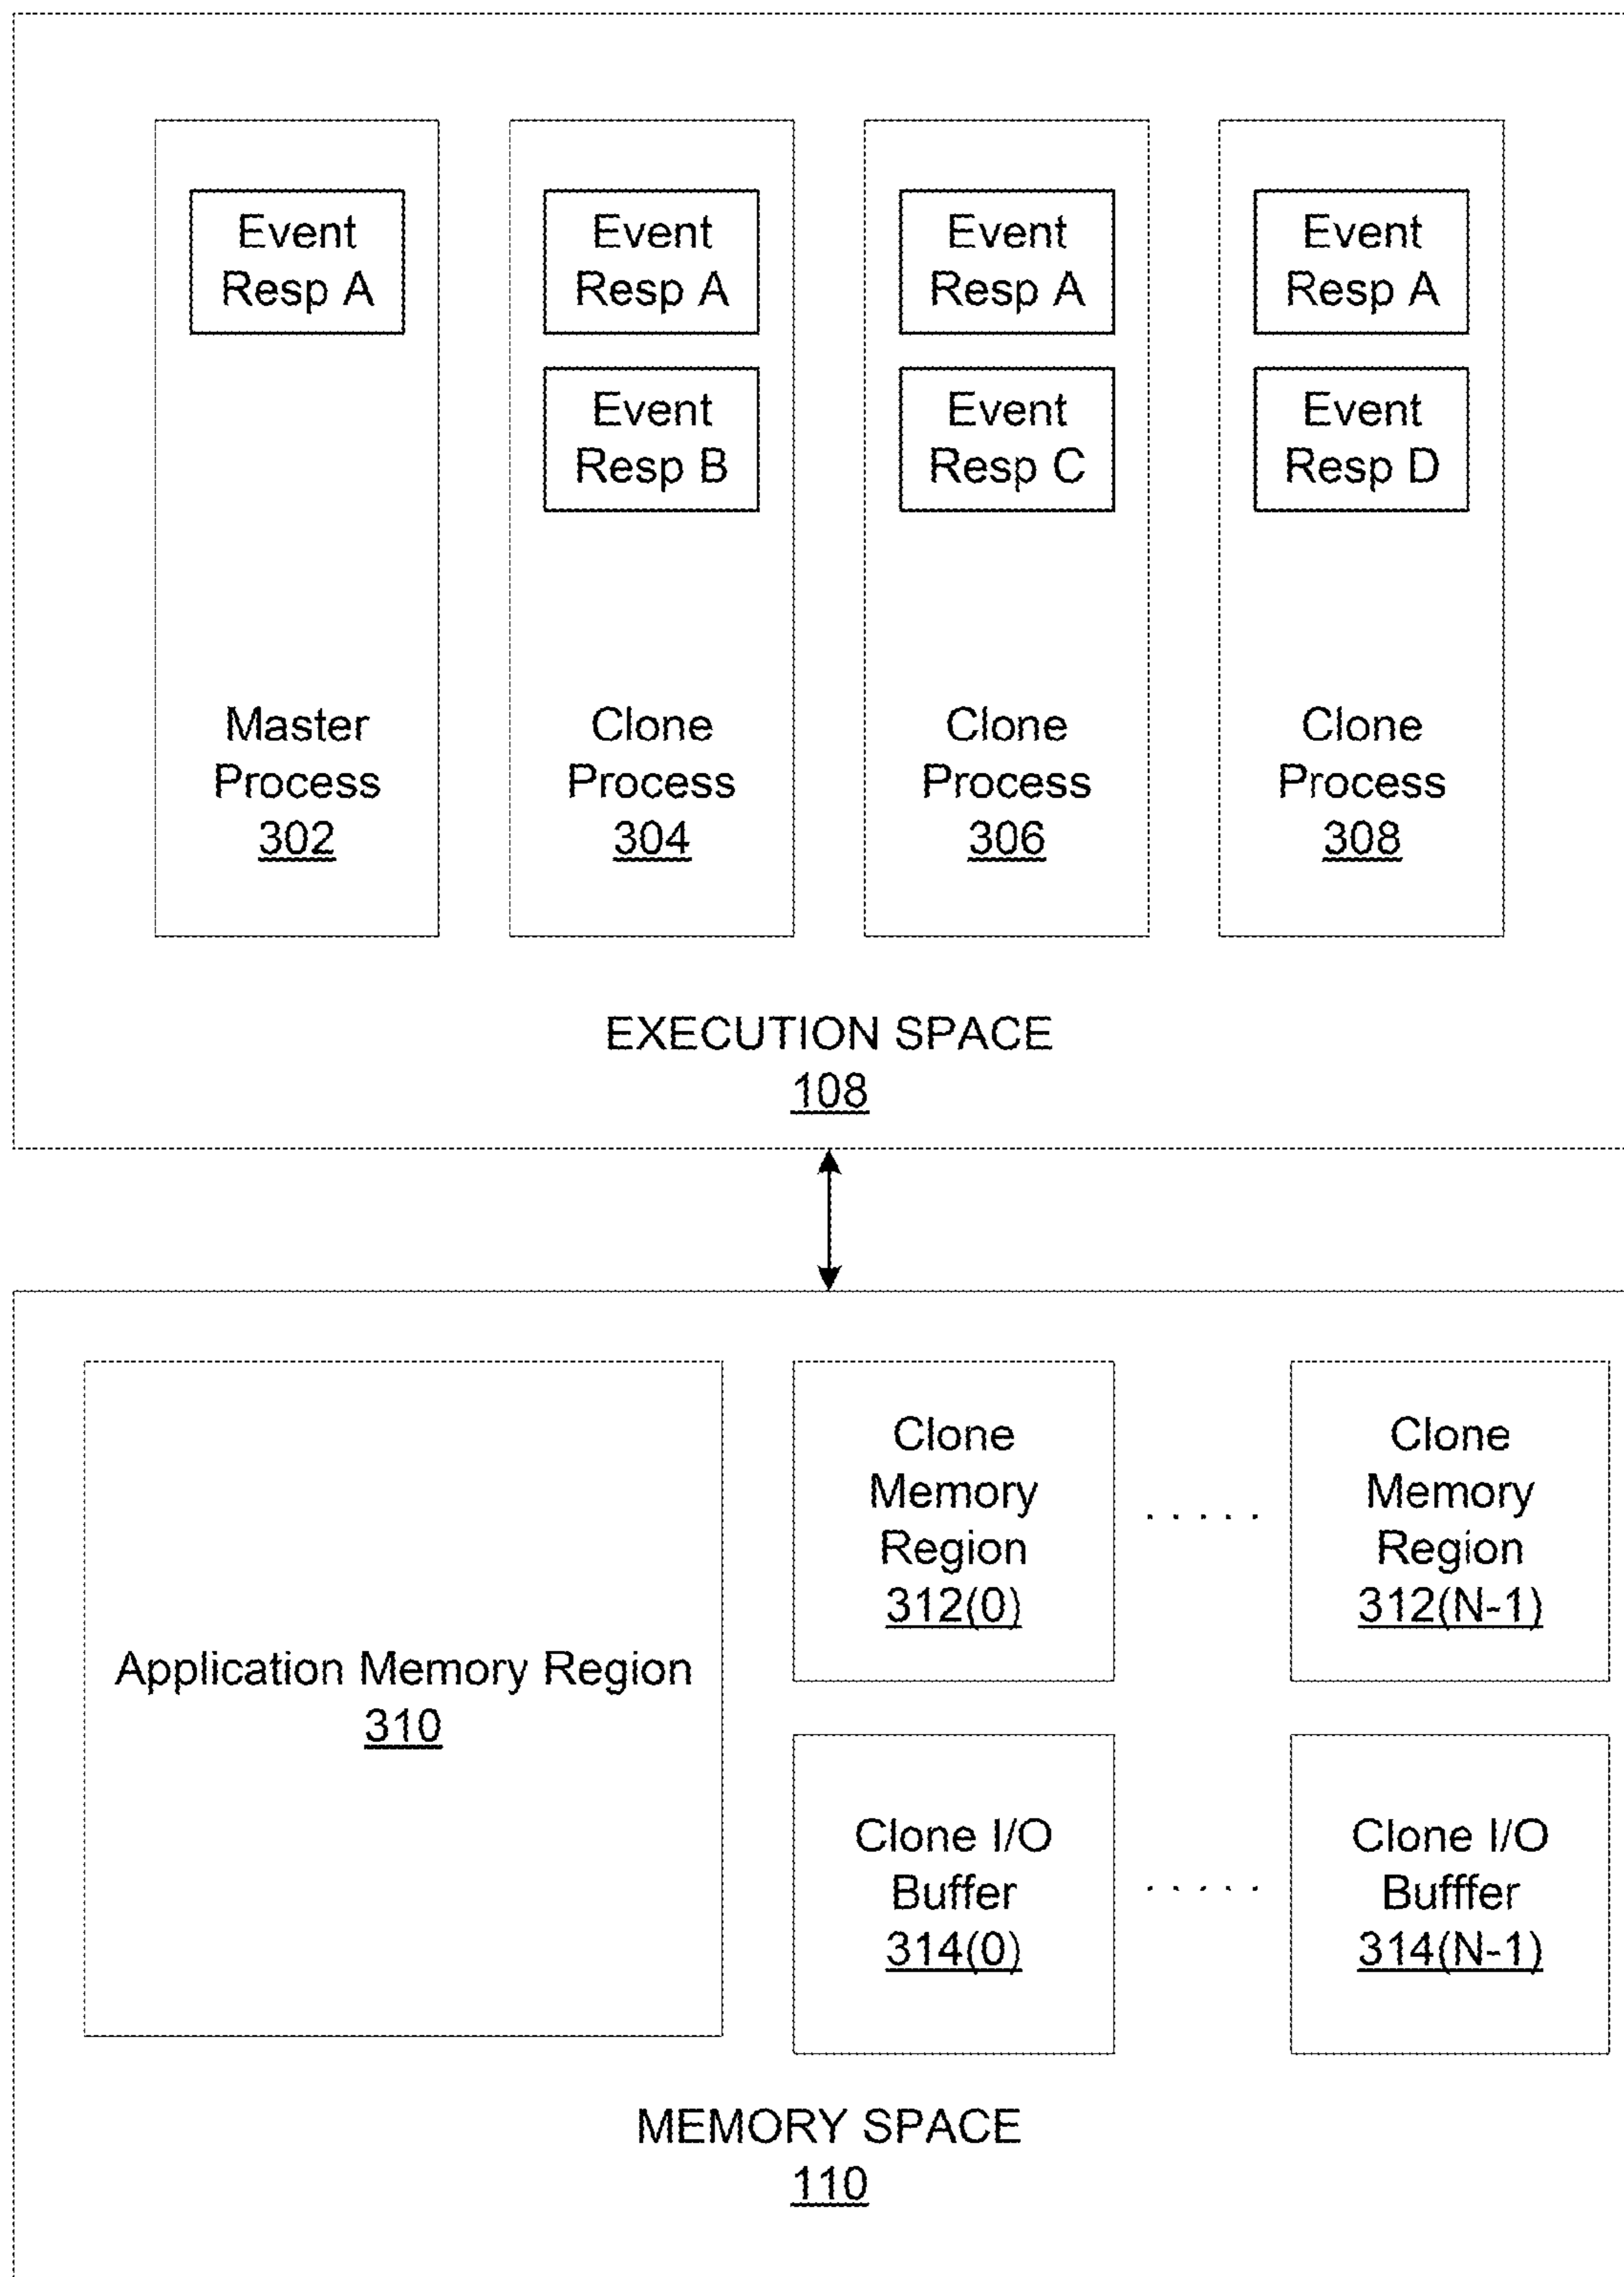 Event
Resp A
Event
Resp A
Event
Resp A
Event
Resp A
Event
Resp B
Event
Resp C
Event
Resp D
Master
Process
302
Clone
Process
304
Clone
Process
306
Clone
Process
308
EXECUTION SPACE
108
Application Memory Region
310
Clone
Memory
Region
312(0)
. . . . .
Clone
Memory
Region
312(N-1)
Clone I/O
Buffer
314(0)
. . . . .
Clone I/O
Bufffer
314(N-1)
MEMORY SPACE
110